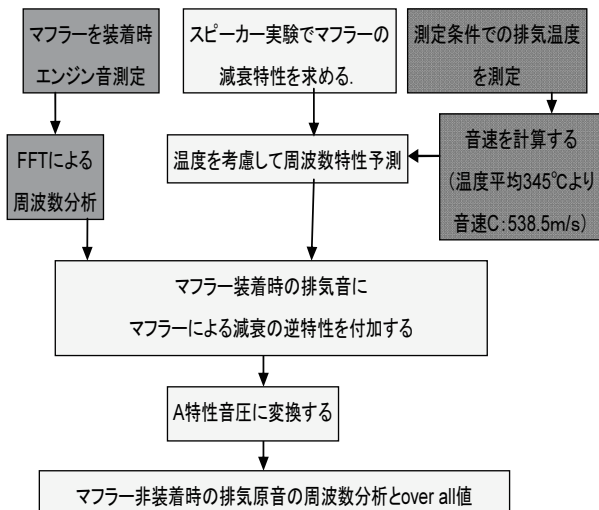 マフラーを装着時
エンジン音測定
スピーカー実験でマフラーの
減衰特性を求める.
測定条件での排気温度
を測定
FFTによる
周波数分析
温度を考慮して周波数特性予測
音速を計算する
(温度平均345℃より
音速C:538.5m/s)
マフラー装着時の排気音に
マフラーによる減衰の逆特性を付加する
A特性音圧に変換する
マフラー非装着時の排気原音の周波数分析とover all値